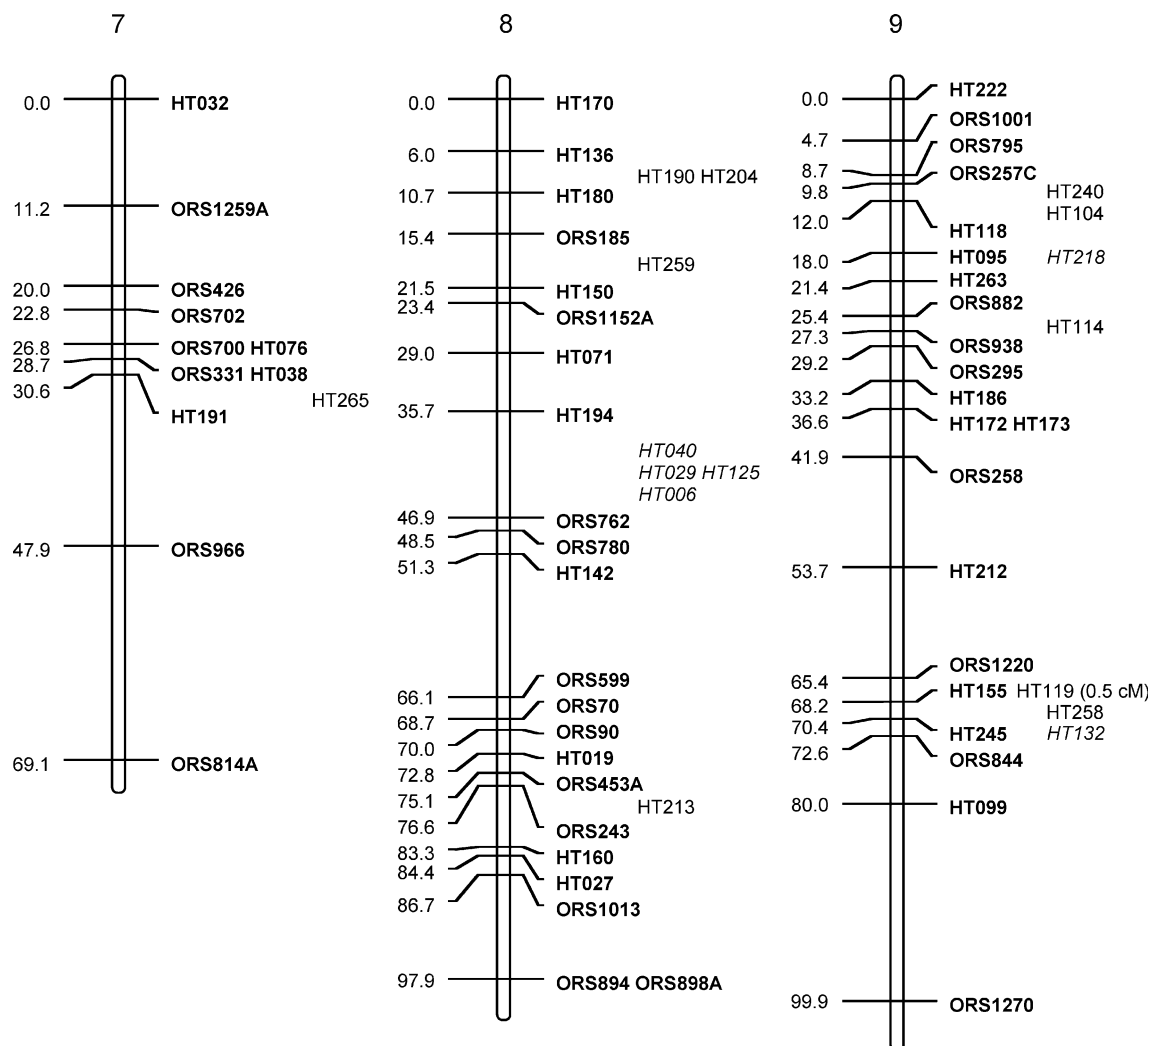 7
0.0 HT032
11.2 ORS1259A
20.0 ORS426
22.8 ORS702
26.8 ORS700 HT076
28.7 ORS331 HT038
HT265
30.6 HT191
47.9 ORS966
69.1 ORS814A
8
0.0 HT170
6.0 HT136
HT190 HT204
10.7 HT180
15.4 ORS185
HT259
21.5 HT150
23.4 ORS1152A
29.0 HT071
35.7 HT194
HT040
HT029 HT125
HT006
46.9 ORS762
48.5 ORS780
51.3 HT142
66.1 ORS599
68.7 ORS70
70.0 ORS90
72.8 HT019
75.1 ORS453A
HT213
76.6 ORS243
83.3 HT160
84.4 HT027
86.7 ORS1013
97.9 ORS894 ORS898A
9
0.0 HT222
4.7 ORS1001
8.7 ORS795
9.8 ORS257C
HT240
HT104
12.0 HT118
18.0 HT095 HT218
21.4 HT263
25.4 ORS882
HT114
27.3 ORS938
29.2 ORS295
33.2 HT186
36.6 HT172 HT173
41.9 ORS258
53.7 HT212
65.4 ORS1220
68.2 HT155 HT119 (0.5 cM)
HT258
70.4 HT245 HT132
72.6 ORS844
80.0 HT099
99.9 ORS1270